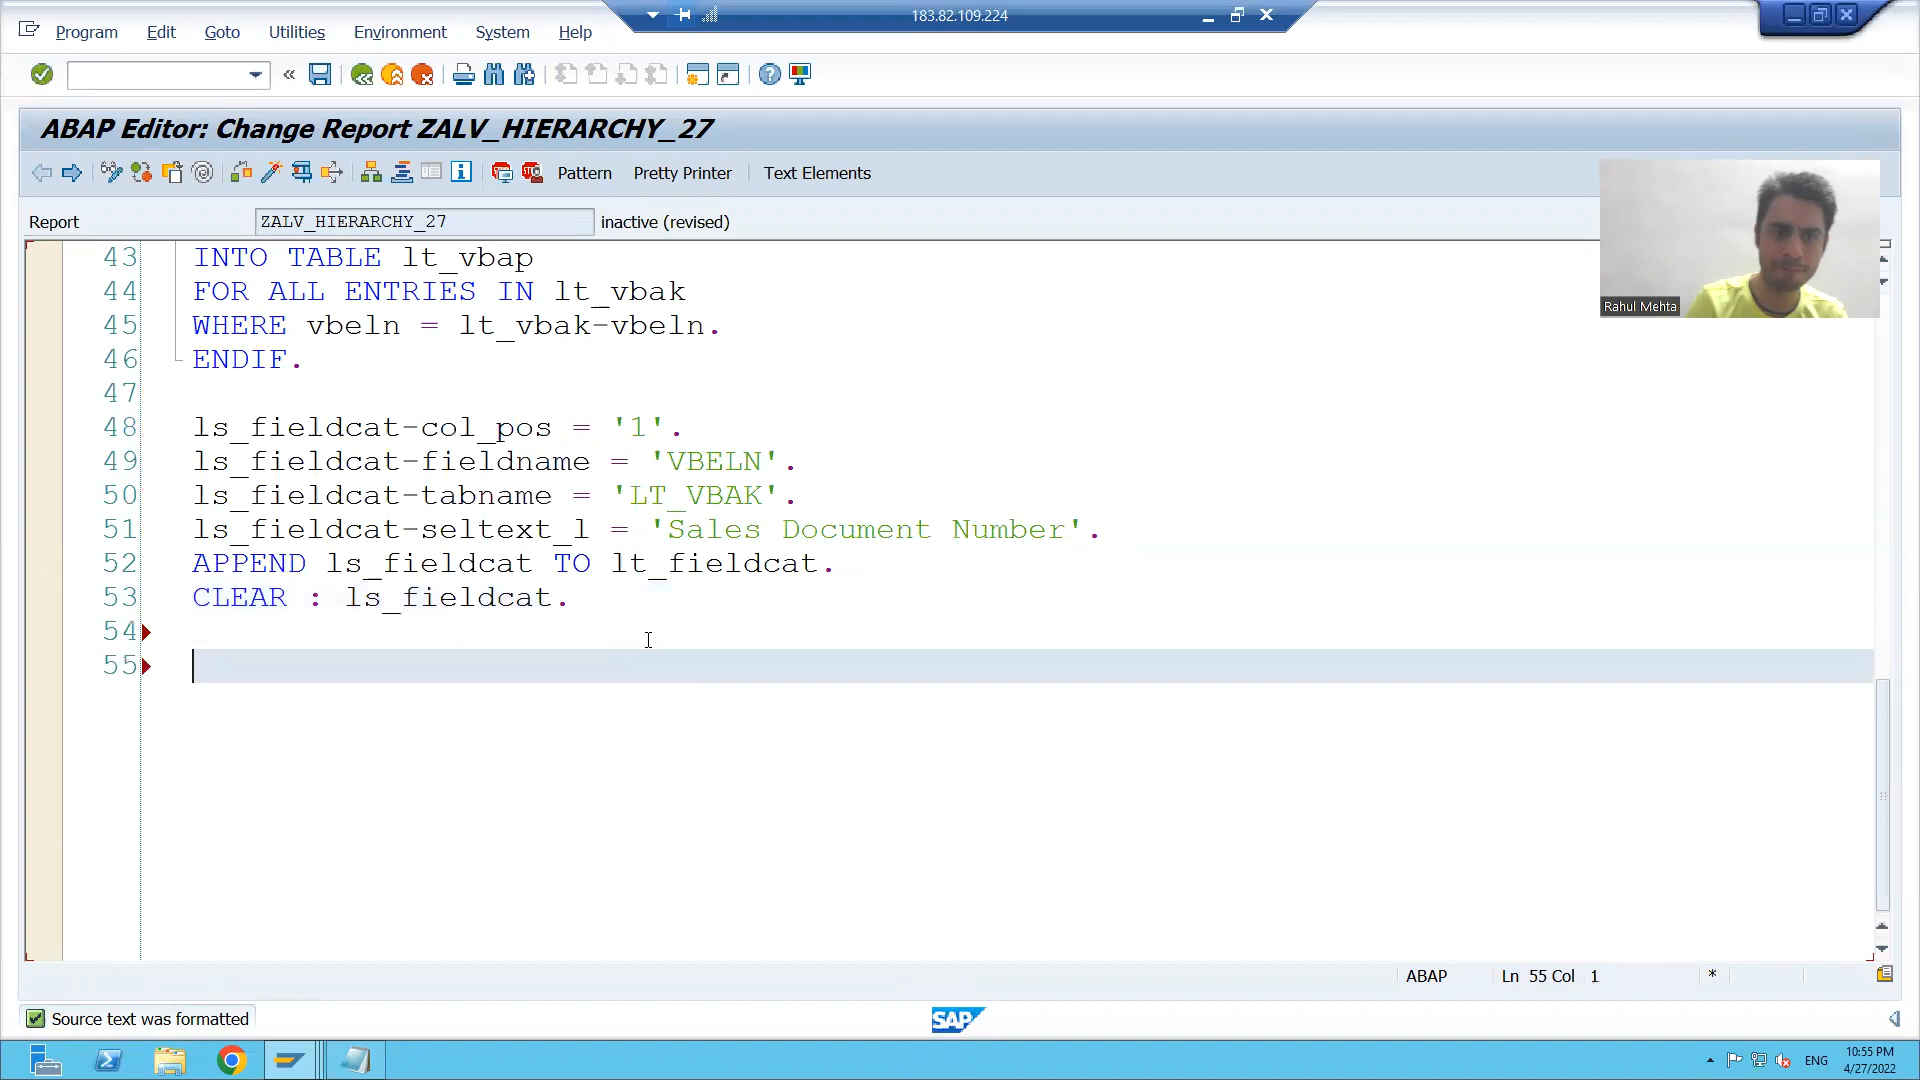 183.82.109.224
Program Edit Goto Utilities Environment System Help
«
ABAP Editor: Change Report ZALV_HIERARCHY_27
Pattern Pretty Printer Text Elements
Report ZALV_HIERARCHY_27 inactive (revised)
Rahul Mehta
43 INTO TABLE lt_vbap
44 FOR ALL ENTRIES IN lt_vbak
45 WHERE vbeln = lt_vbak-vbeln.
46 ENDIF.
47
48 ls_fieldcat-col_pos = '1'.
49 ls_fieldcat-fieldname = 'VBELN'.
50 ls_fieldcat-tabname = 'LT_VBAK'.
51 ls_fieldcat-seltext_l = 'Sales Document Number'.
52 APPEND ls_fieldcat TO lt_fieldcat.
53 CLEAR : ls_fieldcat.
54
55
ABAP Ln 55 Col 1 *
Source text was formatted
SAP
ENG
10:55 PM
4/27/2022